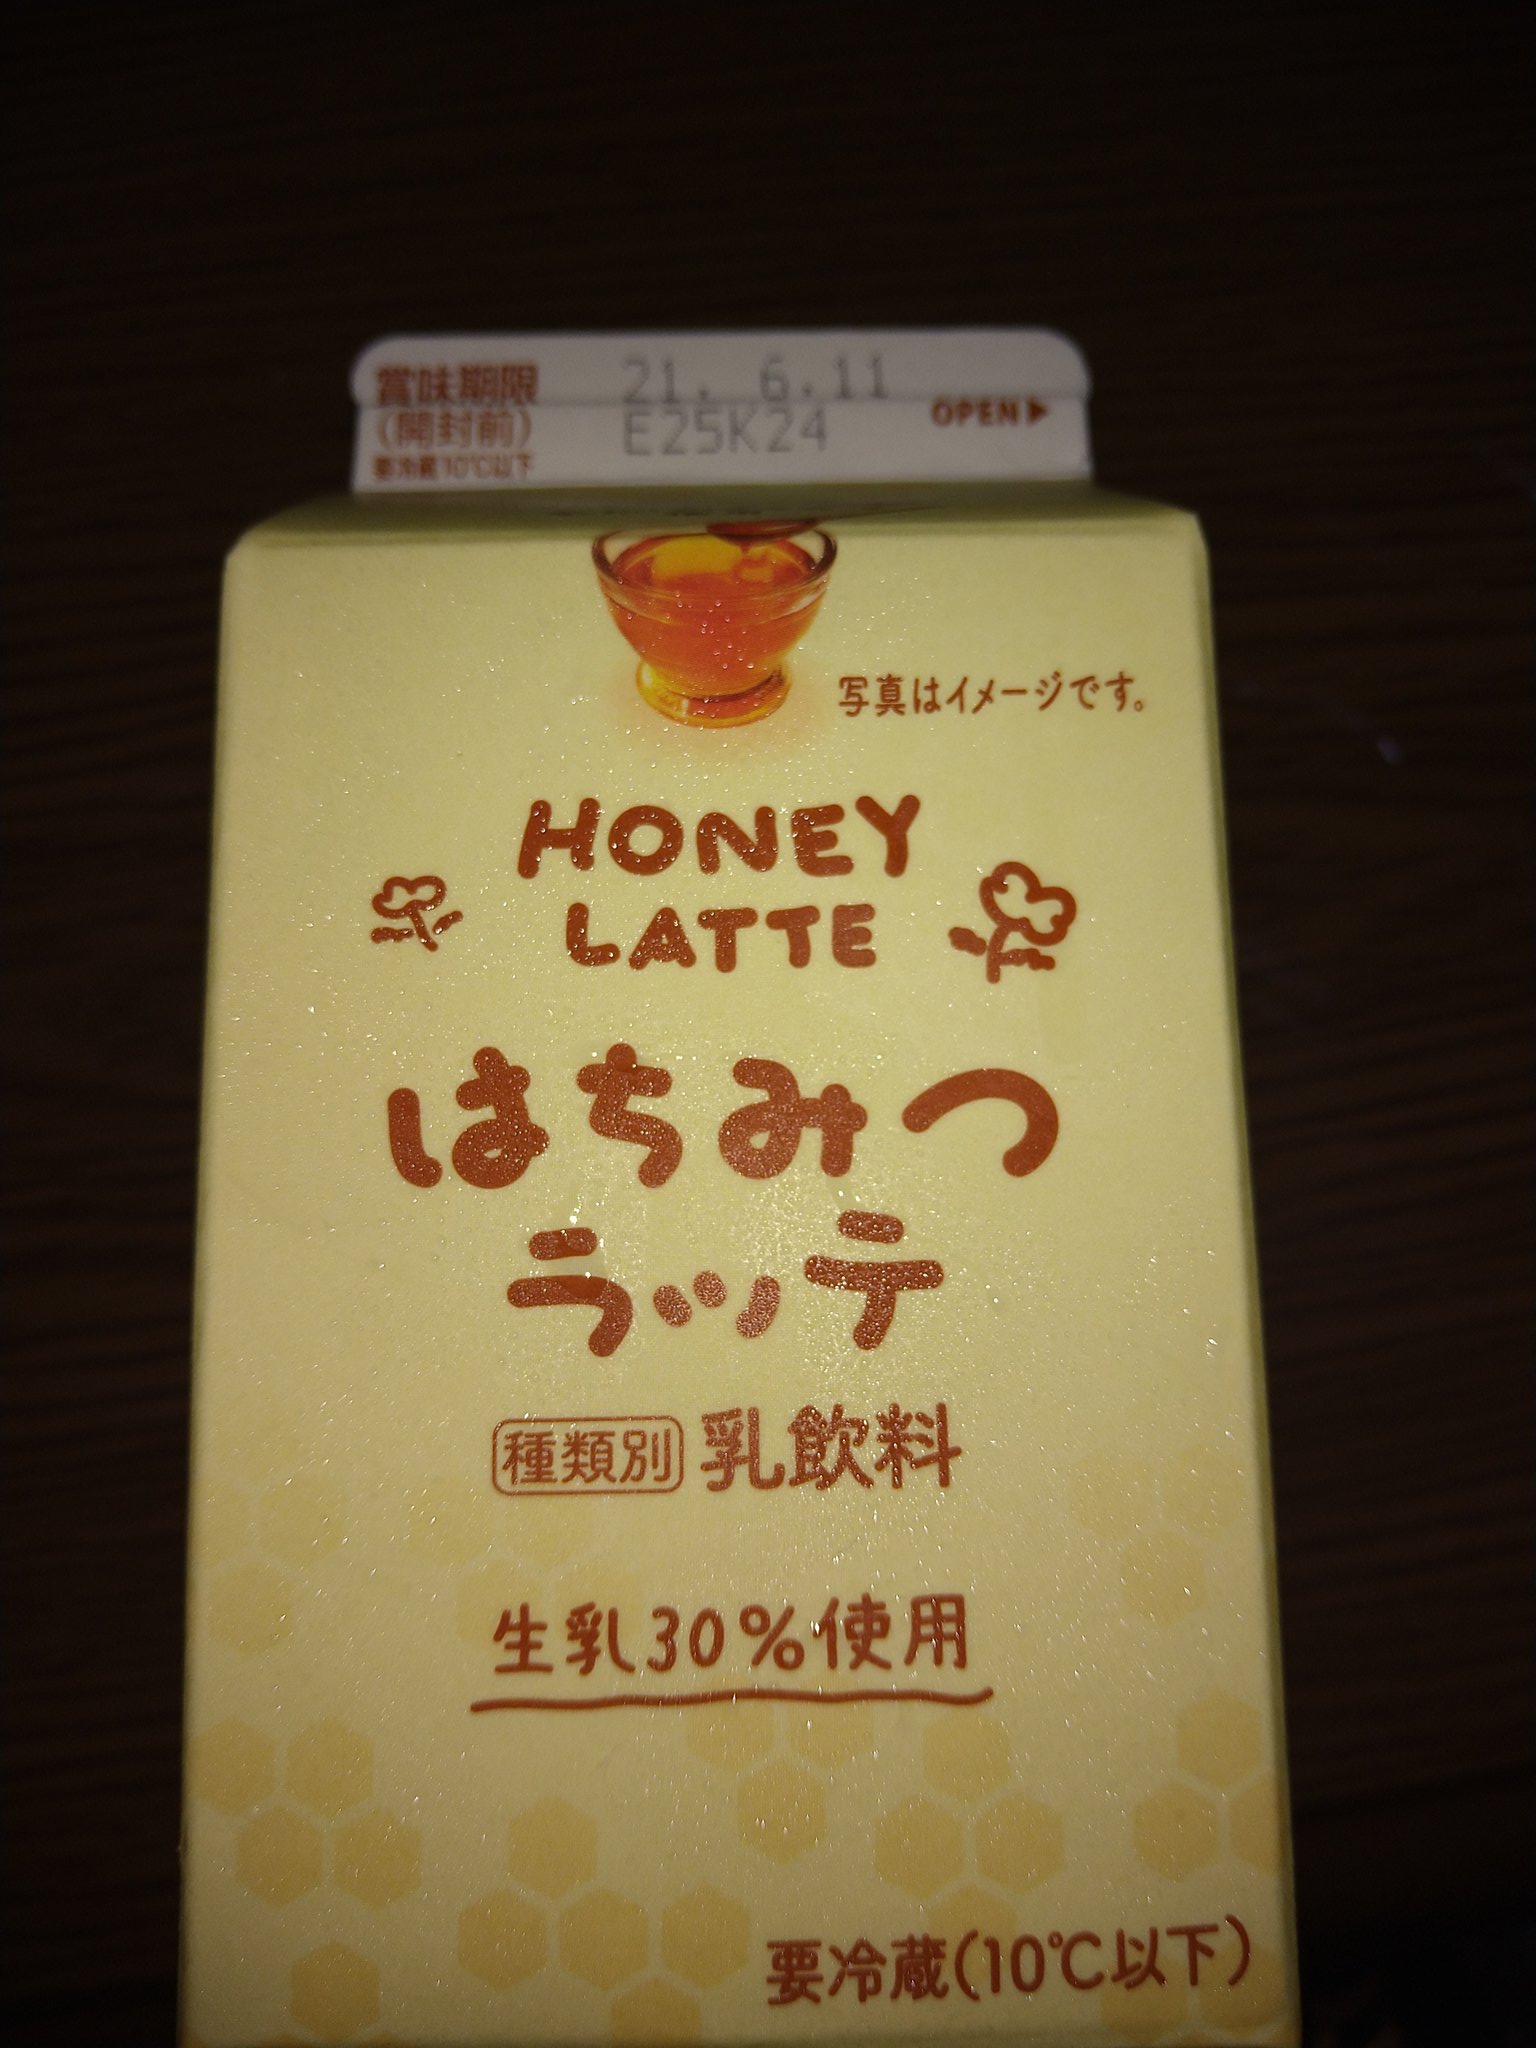 賞味期限 21. 6.11
(開封前) E25K24 OPEN▶
要冷蔵10℃以下
写真はイメージです。
HONEY
LATTE
はちみつ
ラッテ
種類別 乳飲料
生乳30%使用
要冷蔵(10℃以下)